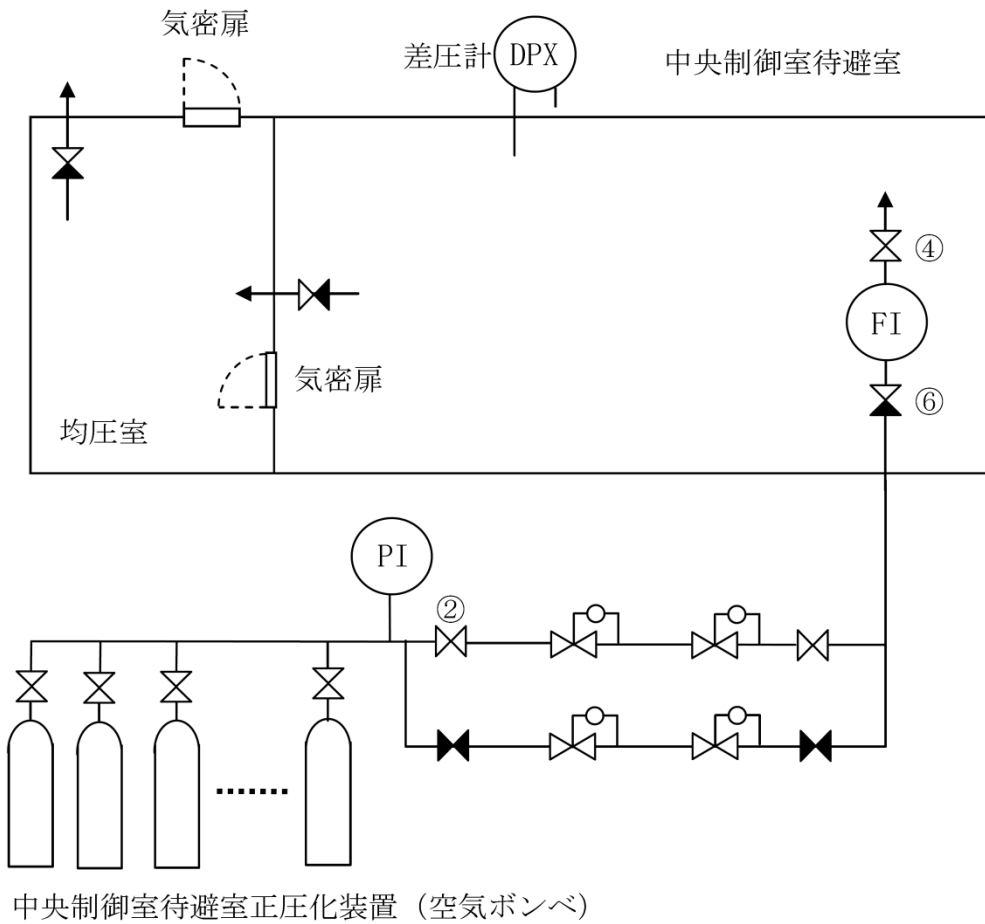 気密扉
差圧計
DPX
中央制御室待避室
④
FI
気密扉
⑥
均圧室
PI
②
中央制御室待避室正圧化装置（空気ボンベ）